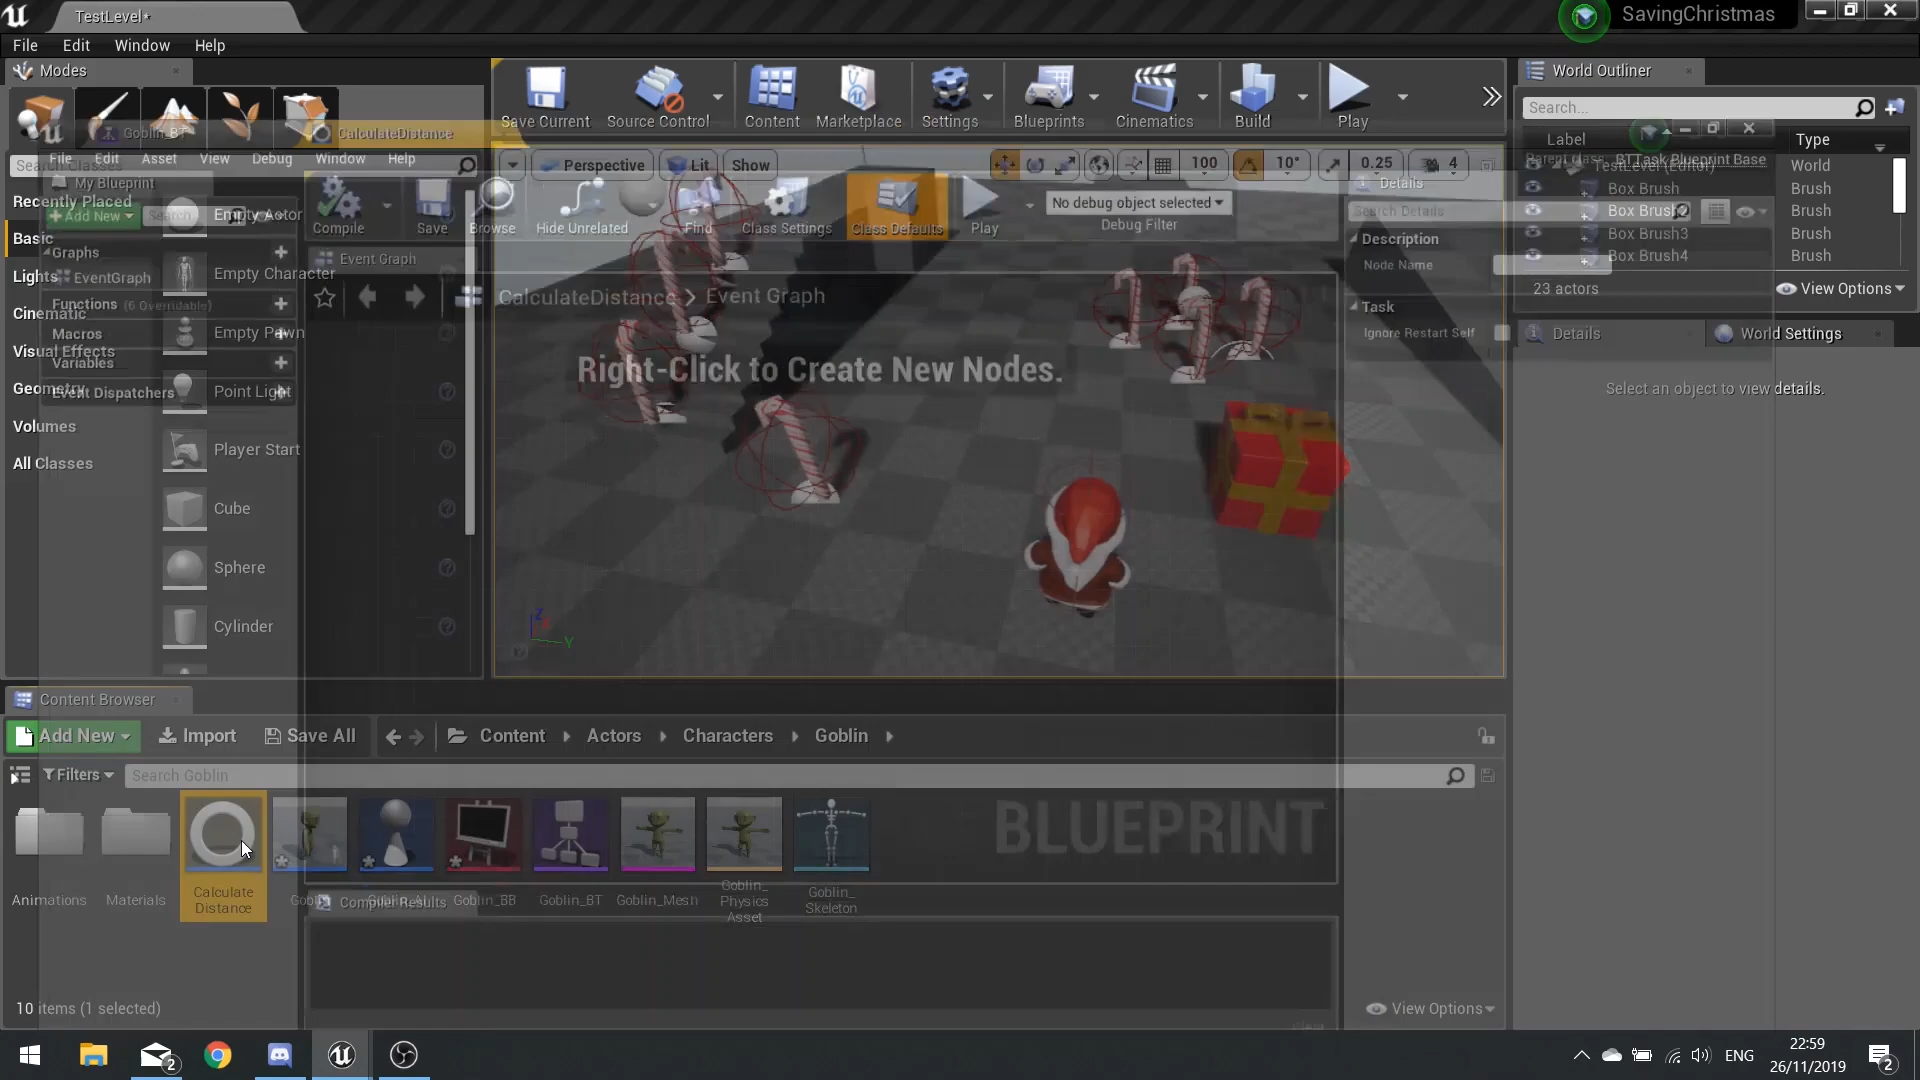 TestLevel*
SavingChristmas
File Edit Window Help
Modes
Save Current
Source Control
Content
Marketplace
Settings
Blueprints
Cinematics
Build
Play
World Outliner
Search...
Label
Type
Goblin_BT
CalculateDistance
File Edit Asset View Debug Window Help
Parent class: BTTask Blueprint Base
TestLevel (Editor)
World
Box Brush
Brush
Box Brush
Brush
Box Brush3
Brush
Box Brush4
Brush
23 actors
View Options
Perspective
Lit
Show
100
10°
0.25
4
My Blueprint
Add New
Recently Placed
Basic
Lights
Cinematic
Visual Effects
Geometry
Volumes
All Classes
Graphs
EventGraph
Functions (6 Overridable)
Macros
Variables
Event Dispatchers
Empty Actor
Empty Character
Empty Pawn
Point Light
Player Start
Cube
Sphere
Cylinder
Compile
Save
Browse
Hide Unrelated
Find
Class Settings
Class Defaults
Play
No debug object selected
Debug Filter
Event Graph
CalculateDistance > Event Graph
Right-Click to Create New Nodes.
Details
Search Details
Description
Node Name
Task
Ignore Restart Self
Details
World Settings
Select an object to view details.
Z
Y
Content Browser
Add New
Import
Save All
Content
Actors
Characters
Goblin
Filters
Search Goblin
BLUEPRINT
Animations
Materials
Calculate
Distance
Goblin_BB
Goblin_BT
Goblin_Mesh
Goblin_
Physics
Asset
Goblin_
Skeleton
Compiler Results
10 items (1 selected)
View Options
2
ENG
22:59
26/11/2019
2